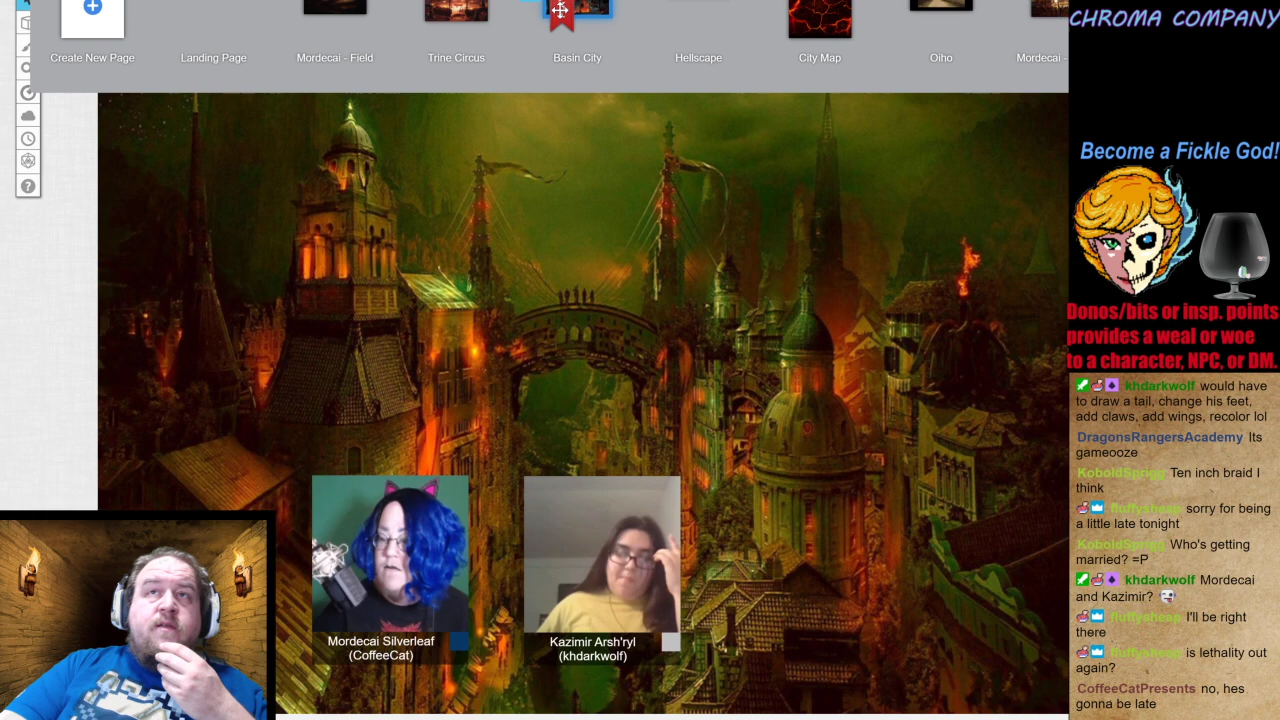 Create New Page
Landing Page
Mordecai - Field
Trine Circus
Basin City
Hellscape
City Map
Oiho
Mordecai -
CHROMA COMPANY
Become a Fickle God!
Donos/bits or insp. points
provides a weal or woe
to a character, NPC, or DM.
khdarkwolf would have
to draw a tail, change his feet,
add claws, add wings, recolor lol
DragonsRangersAcademy Its
gameooze
KoboldSprigg Ten inch braid I
think
fluffysheap sorry for being
a little late tonight
KoboldSprigg Who's getting
married? =P
khdarkwolf Mordecai
and Kazimir?
fluffysheap I'll be right
there
fluffysheap is lethality out
again?
CoffeeCatPresents no, hes
gonna be late
Mordecai Silverleaf
(CoffeeCat)
Kazimir Arsh'ryl
(khdarkwolf)